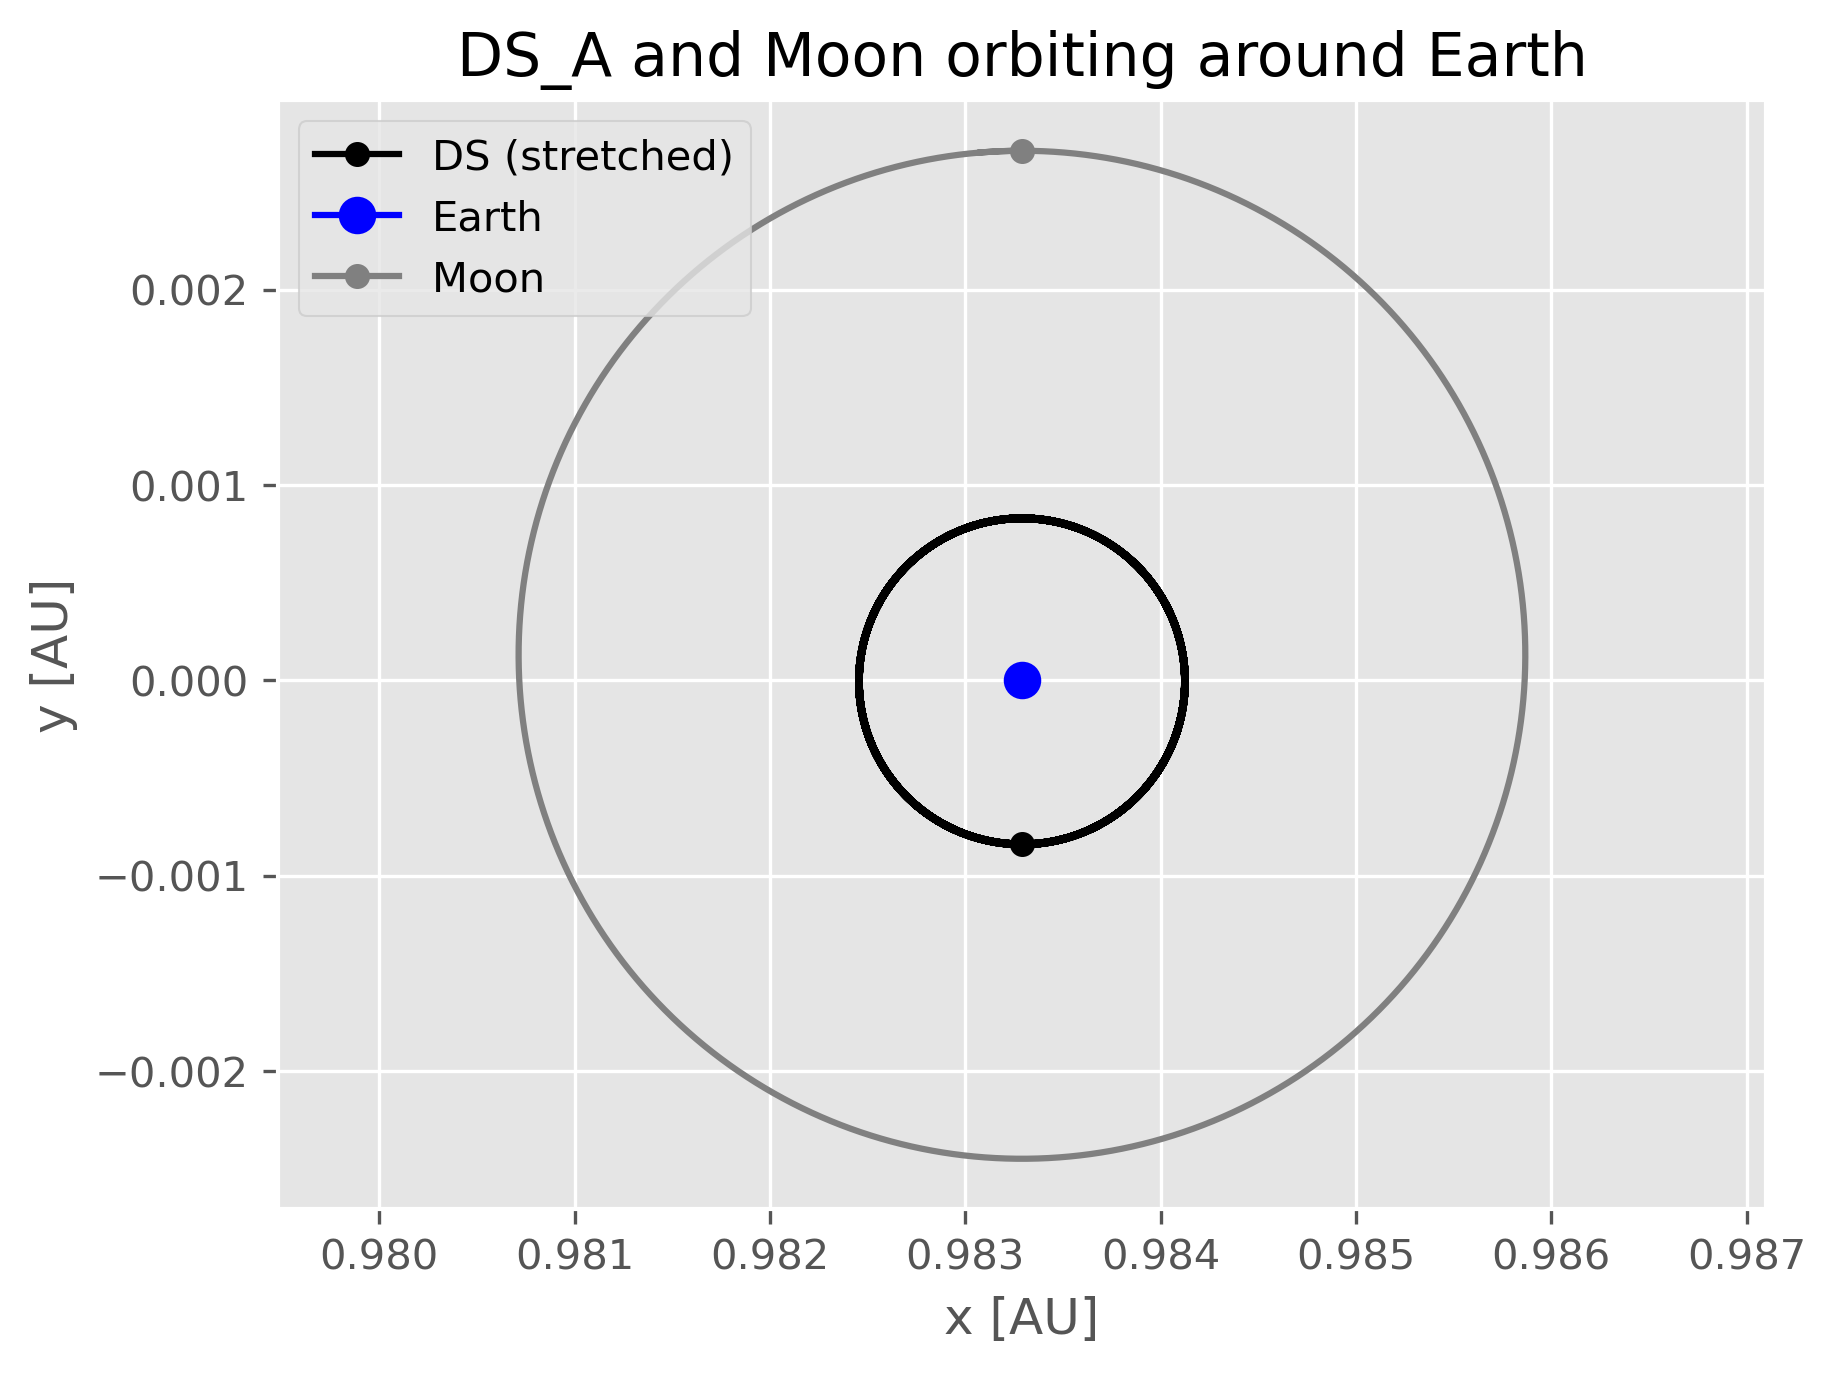 DS_A and Moon orbiting around Earth
DS (stretched)
Earth
Moon
0.002
0.001
0.000
−0.001
−0.002
y [AU]
0.980 0.981 0.982 0.983 0.984 0.985 0.986 0.987
x [AU]